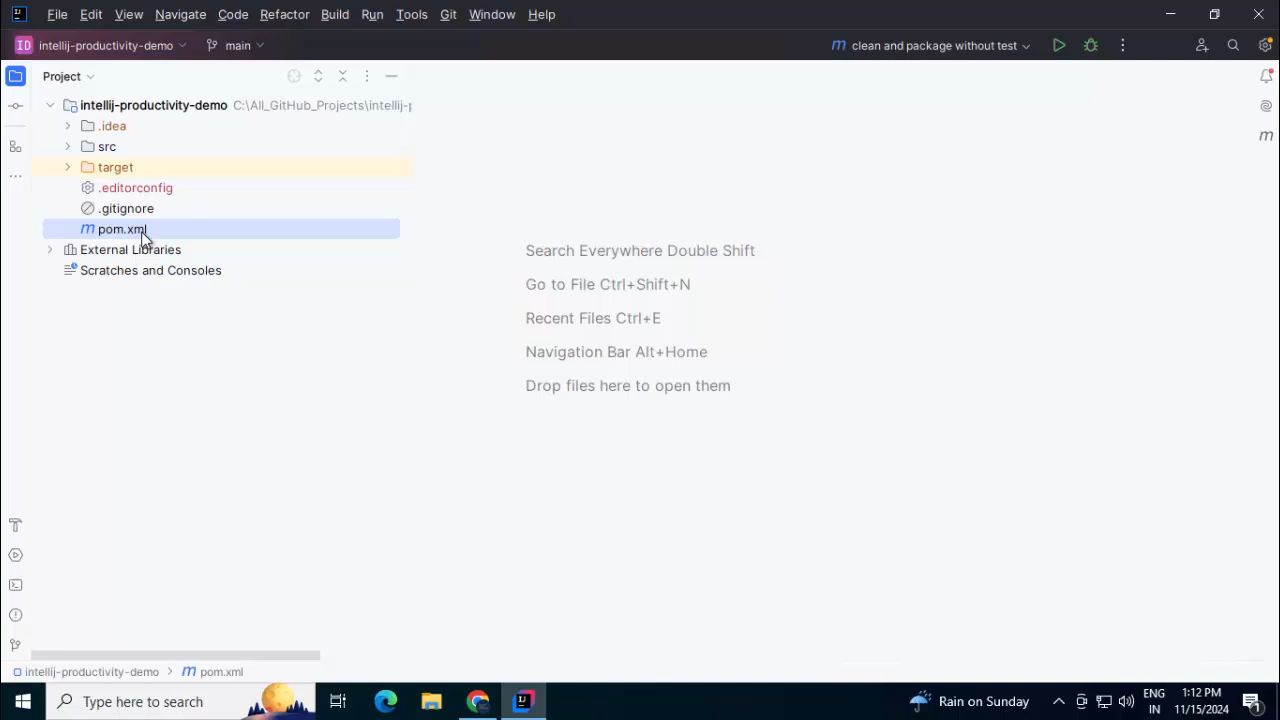 File Edit View Navigate Code Refactor Build Run Tools Git Window Help
ID intellij-productivity-demo main clean and package without test
Project
intellij-productivity-demo C:\All_GitHub_Projects\intellij-p
.idea
src
target
.editorconfig
.gitignore
pom.xml
External Libraries
Scratches and Consoles
Search Everywhere Double Shift
Go to File Ctrl+Shift+N
Recent Files Ctrl+E
Navigation Bar Alt+Home
Drop files here to open them
intellij-productivity-demo > pom.xml
Type here to search
Rain on Sunday
ENG
IN
1:12 PM
11/15/2024
1